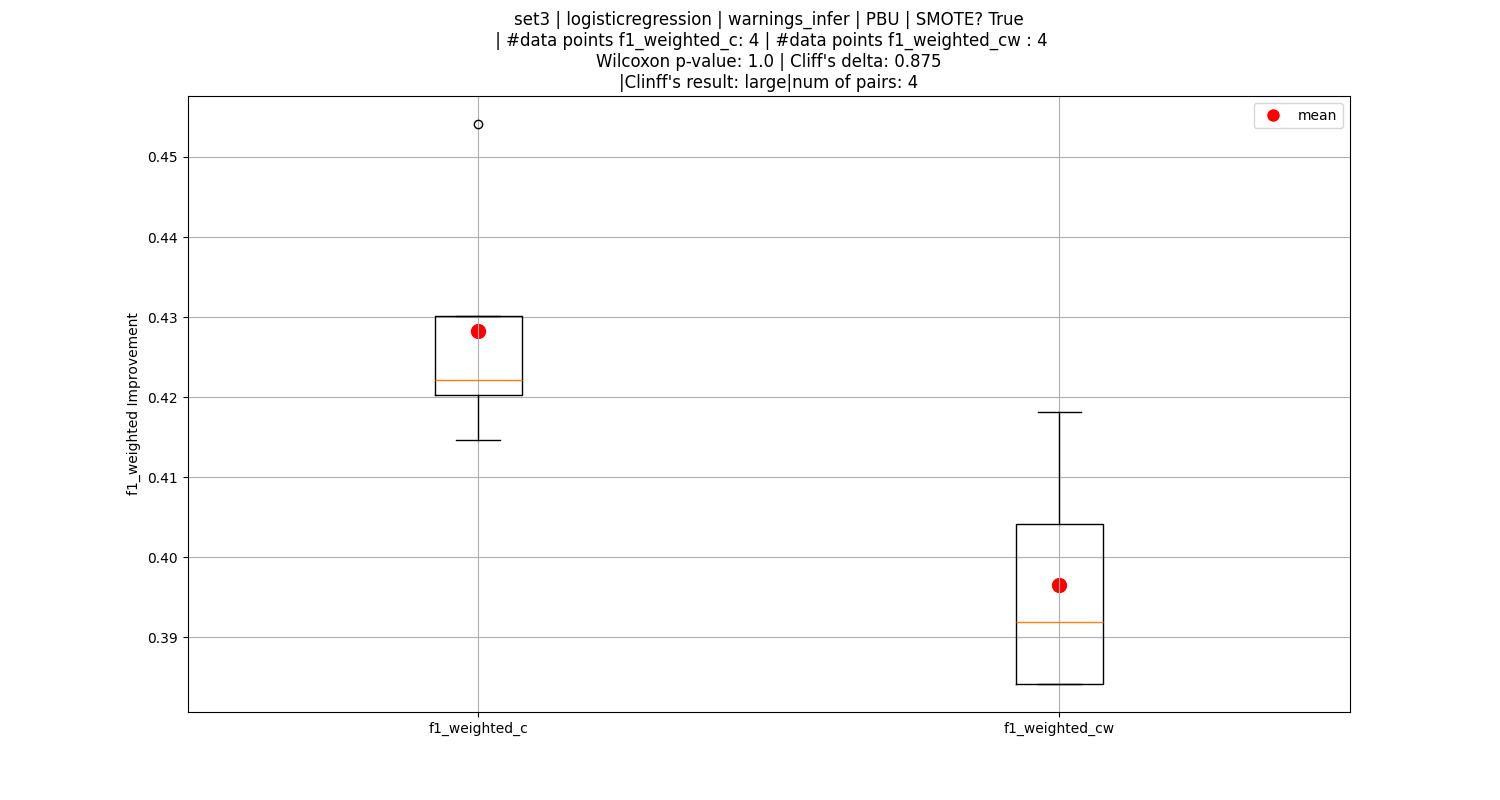 set3 | logisticregression | warnings_infer | PBU | SMOTE? True
| #data points f1_weighted_c: 4 | #data points f1_weighted_cw : 4
Wilcoxon p-value: 1.0 | Cliff's delta: 0.875
|Clinff's result: large|num of pairs: 4
mean
0.45
0.44
0.43
0.42
0.41
0.40
0.39
f1_weighted Improvement
f1_weighted_c
f1_weighted_cw